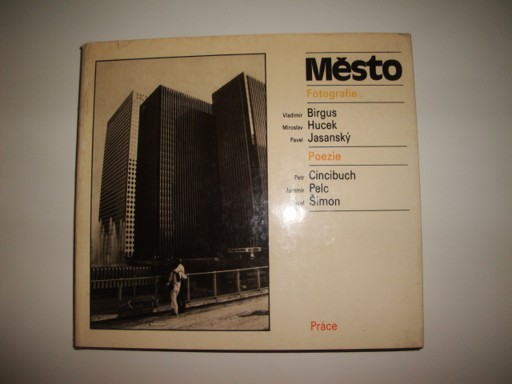 Město
Fotografie
Vladimír Birgus
Miroslav Hucek
Pavel Jasanský
Poezie
Petr Cincibuch
Jaromír Pelc
Šimon
Práce